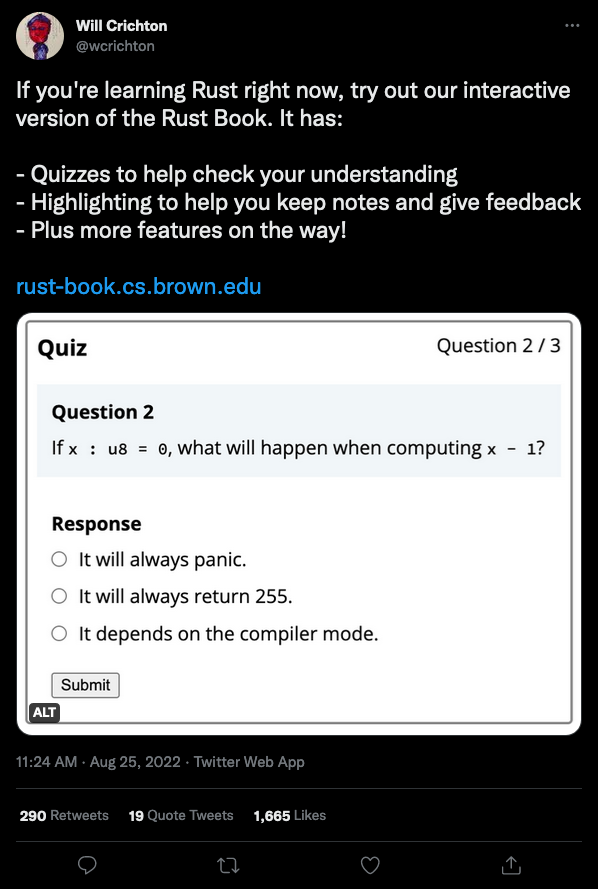 Will Crichton
@wcrichton
If you're learning Rust right now, try out our interactive
version of the Rust Book. It has:
- Quizzes to help check your understanding
- Highlighting to help you keep notes and give feedback
- Plus more features on the way!
rust-book.cs.brown.edu
Quiz
Question 2 / 3
Question 2
If x : u8 = 0, what will happen when computing x - 1?
Response
It will always panic.
It will always return 255.
It depends on the compiler mode.
Submit
ALT
11:24 AM · Aug 25, 2022 · Twitter Web App
290 Retweets 19 Quote Tweets 1,665 Likes